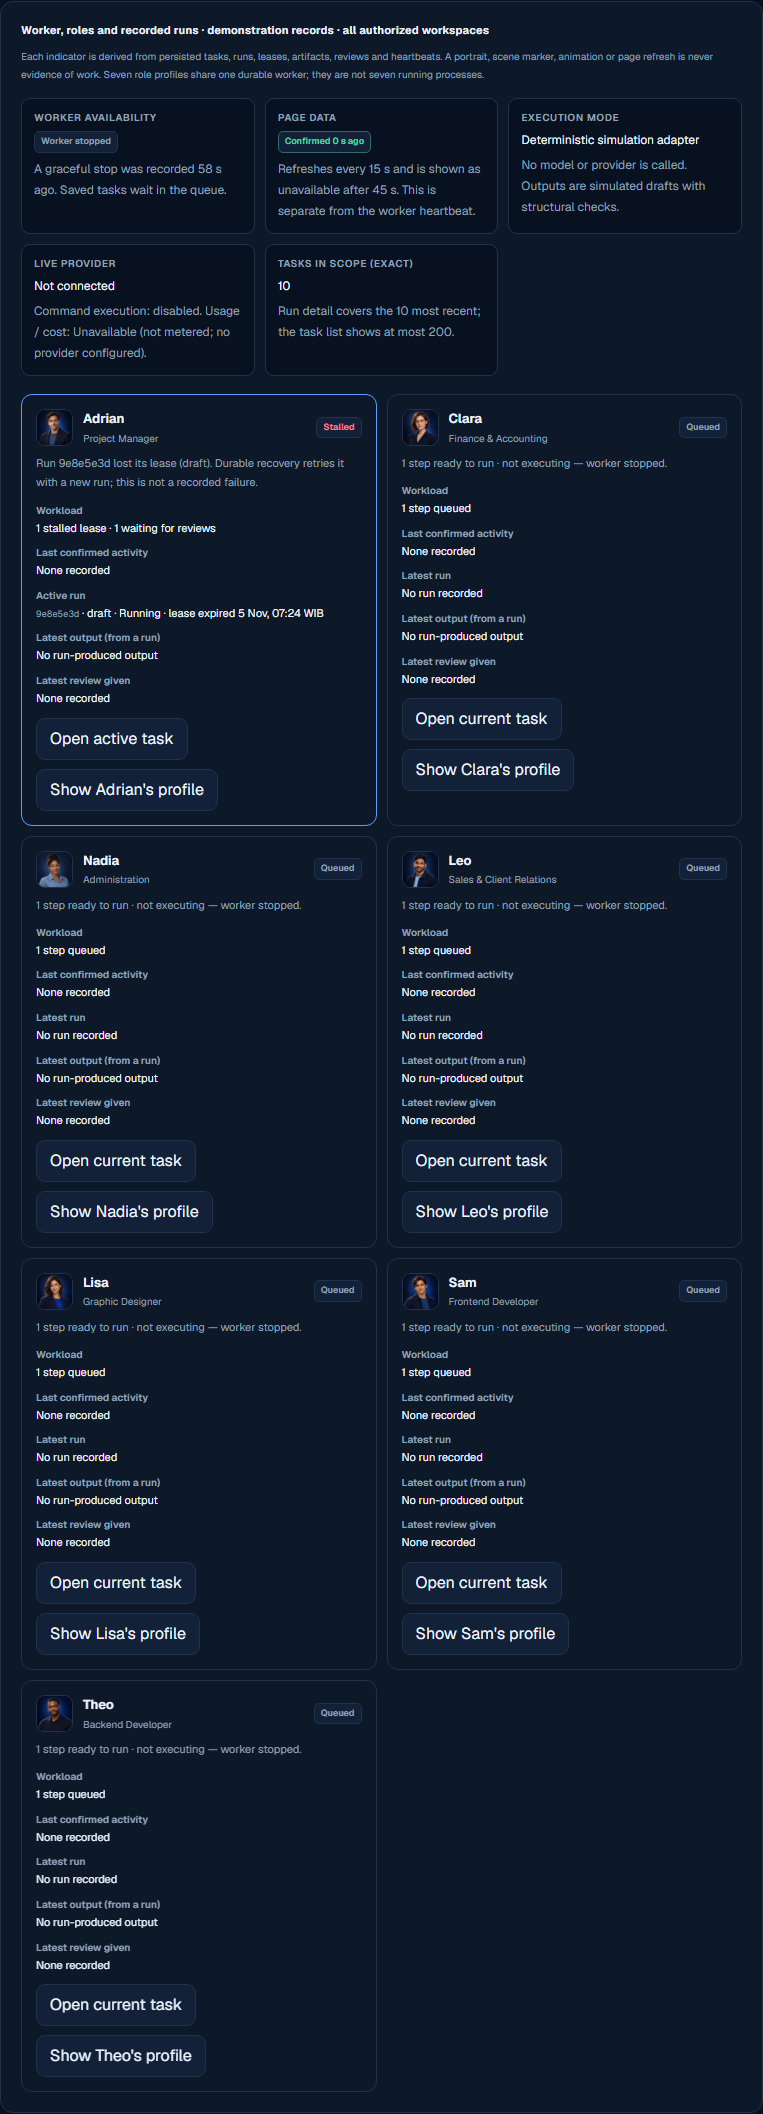 Worker, roles and recorded runs · demonstration records · all authorized workspaces
Each indicator is derived from persisted tasks, runs, leases, artifacts, reviews and heartbeats. A portrait, scene marker, animation or page refresh is never
evidence of work. Seven role profiles share one durable worker; they are not seven running processes.
WORKER AVAILABILITY
Worker stopped
A graceful stop was recorded 58 s
ago. Saved tasks wait in the queue.
PAGE DATA
Confirmed 0 s ago
Refreshes every 15 s and is shown as
unavailable after 45 s. This is
separate from the worker heartbeat.
EXECUTION MODE
Deterministic simulation adapter
No model or provider is called.
Outputs are simulated drafts with
structural checks.
LIVE PROVIDER
Not connected
Command execution: disabled. Usage
/ cost: Unavailable (not metered; no
provider configured).
TASKS IN SCOPE (EXACT)
10
Run detail covers the 10 most recent;
the task list shows at most 200.
Adrian
Project Manager
Stalled
Run 9e8e5e3d lost its lease (draft). Durable recovery retries it
with a new run; this is not a recorded failure.
Workload
1 stalled lease · 1 waiting for reviews
Last confirmed activity
None recorded
Active run
9e8e5e3d · draft · Running · lease expired 5 Nov, 07:24 WIB
Latest output (from a run)
No run-produced output
Latest review given
None recorded
Open active task
Show Adrian's profile
Clara
Finance & Accounting
Queued
1 step ready to run · not executing — worker stopped.
Workload
1 step queued
Last confirmed activity
None recorded
Latest run
No run recorded
Latest output (from a run)
No run-produced output
Latest review given
None recorded
Open current task
Show Clara's profile
Nadia
Administration
Queued
1 step ready to run · not executing — worker stopped.
Workload
1 step queued
Last confirmed activity
None recorded
Latest run
No run recorded
Latest output (from a run)
No run-produced output
Latest review given
None recorded
Open current task
Show Nadia's profile
Leo
Sales & Client Relations
Queued
1 step ready to run · not executing — worker stopped.
Workload
1 step queued
Last confirmed activity
None recorded
Latest run
No run recorded
Latest output (from a run)
No run-produced output
Latest review given
None recorded
Open current task
Show Leo's profile
Lisa
Graphic Designer
Queued
1 step ready to run · not executing — worker stopped.
Workload
1 step queued
Last confirmed activity
None recorded
Latest run
No run recorded
Latest output (from a run)
No run-produced output
Latest review given
None recorded
Open current task
Show Lisa's profile
Sam
Frontend Developer
Queued
1 step ready to run · not executing — worker stopped.
Workload
1 step queued
Last confirmed activity
None recorded
Latest run
No run recorded
Latest output (from a run)
No run-produced output
Latest review given
None recorded
Open current task
Show Sam's profile
Theo
Backend Developer
Queued
1 step ready to run · not executing — worker stopped.
Workload
1 step queued
Last confirmed activity
None recorded
Latest run
No run recorded
Latest output (from a run)
No run-produced output
Latest review given
None recorded
Open current task
Show Theo's profile